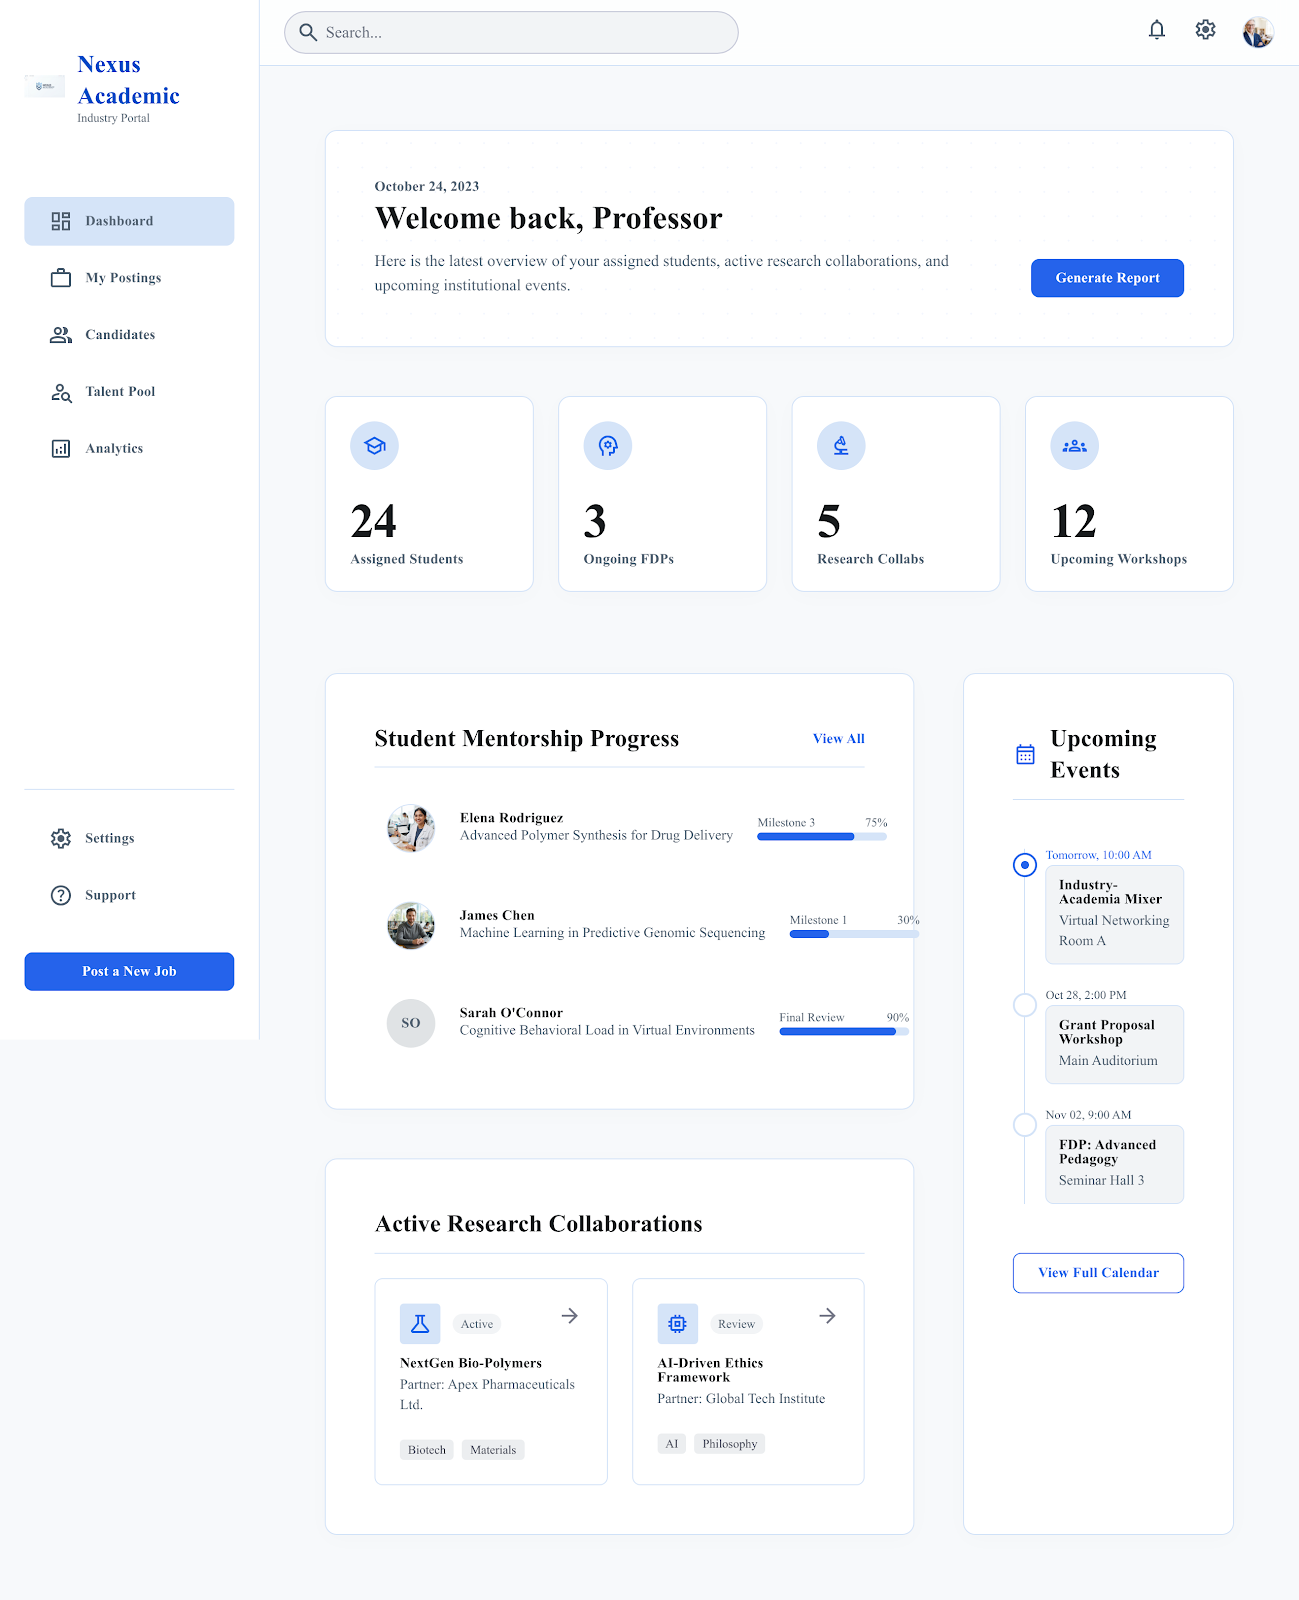 Nexus
Academic
Industry Portal
Dashboard
My Postings
Candidates
Talent Pool
Analytics
Settings
Support
Post a New Job
Search...
October 24, 2023
Welcome back, Professor
Here is the latest overview of your assigned students, active research collaborations, and
upcoming institutional events.
Generate Report
24
Assigned Students
3
Ongoing FDPs
5
Research Collabs
12
Upcoming Workshops
Student Mentorship Progress
View All
Elena Rodriguez
Advanced Polymer Synthesis for Drug Delivery
Milestone 3 75%
James Chen
Machine Learning in Predictive Genomic Sequencing
Milestone 1 30%
SO
Sarah O'Connor
Cognitive Behavioral Load in Virtual Environments
Final Review 90%
Active Research Collaborations
Active
NextGen Bio-Polymers
Partner: Apex Pharmaceuticals
Ltd.
Biotech Materials
Review
AI-Driven Ethics
Framework
Partner: Global Tech Institute
AI Philosophy
Upcoming
Events
Tomorrow, 10:00 AM
Industry-
Academia Mixer
Virtual Networking
Room A
Oct 28, 2:00 PM
Grant Proposal
Workshop
Main Auditorium
Nov 02, 9:00 AM
FDP: Advanced
Pedagogy
Seminar Hall 3
View Full Calendar